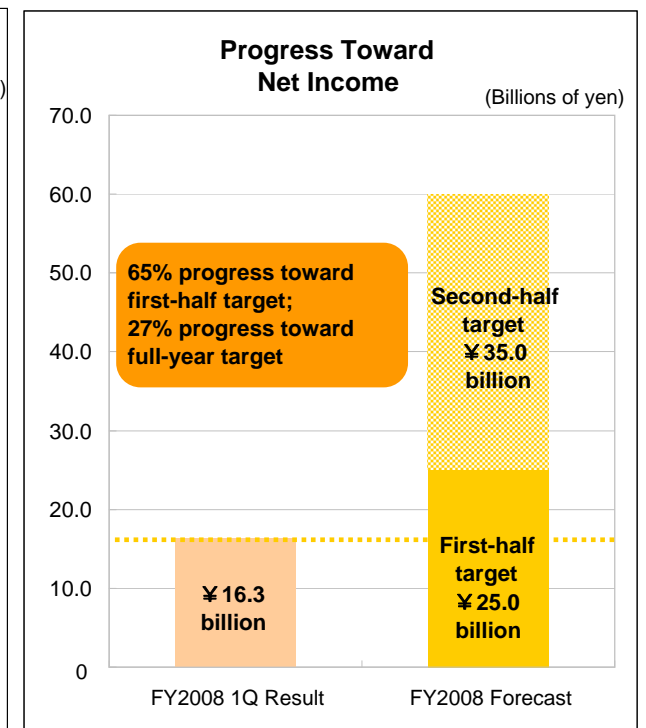 )
Progress Toward
Net Income
(Billions of yen)
70.0
60.0
50.0
40.0
30.0
20.0
10.0
0
65% progress toward
first-half target;
27% progress toward
full-year target
Second-half
target
¥35.0
billion
First-half
target
¥25.0
billion
¥16.3
billion
FY2008 1Q Result
FY2008 Forecast